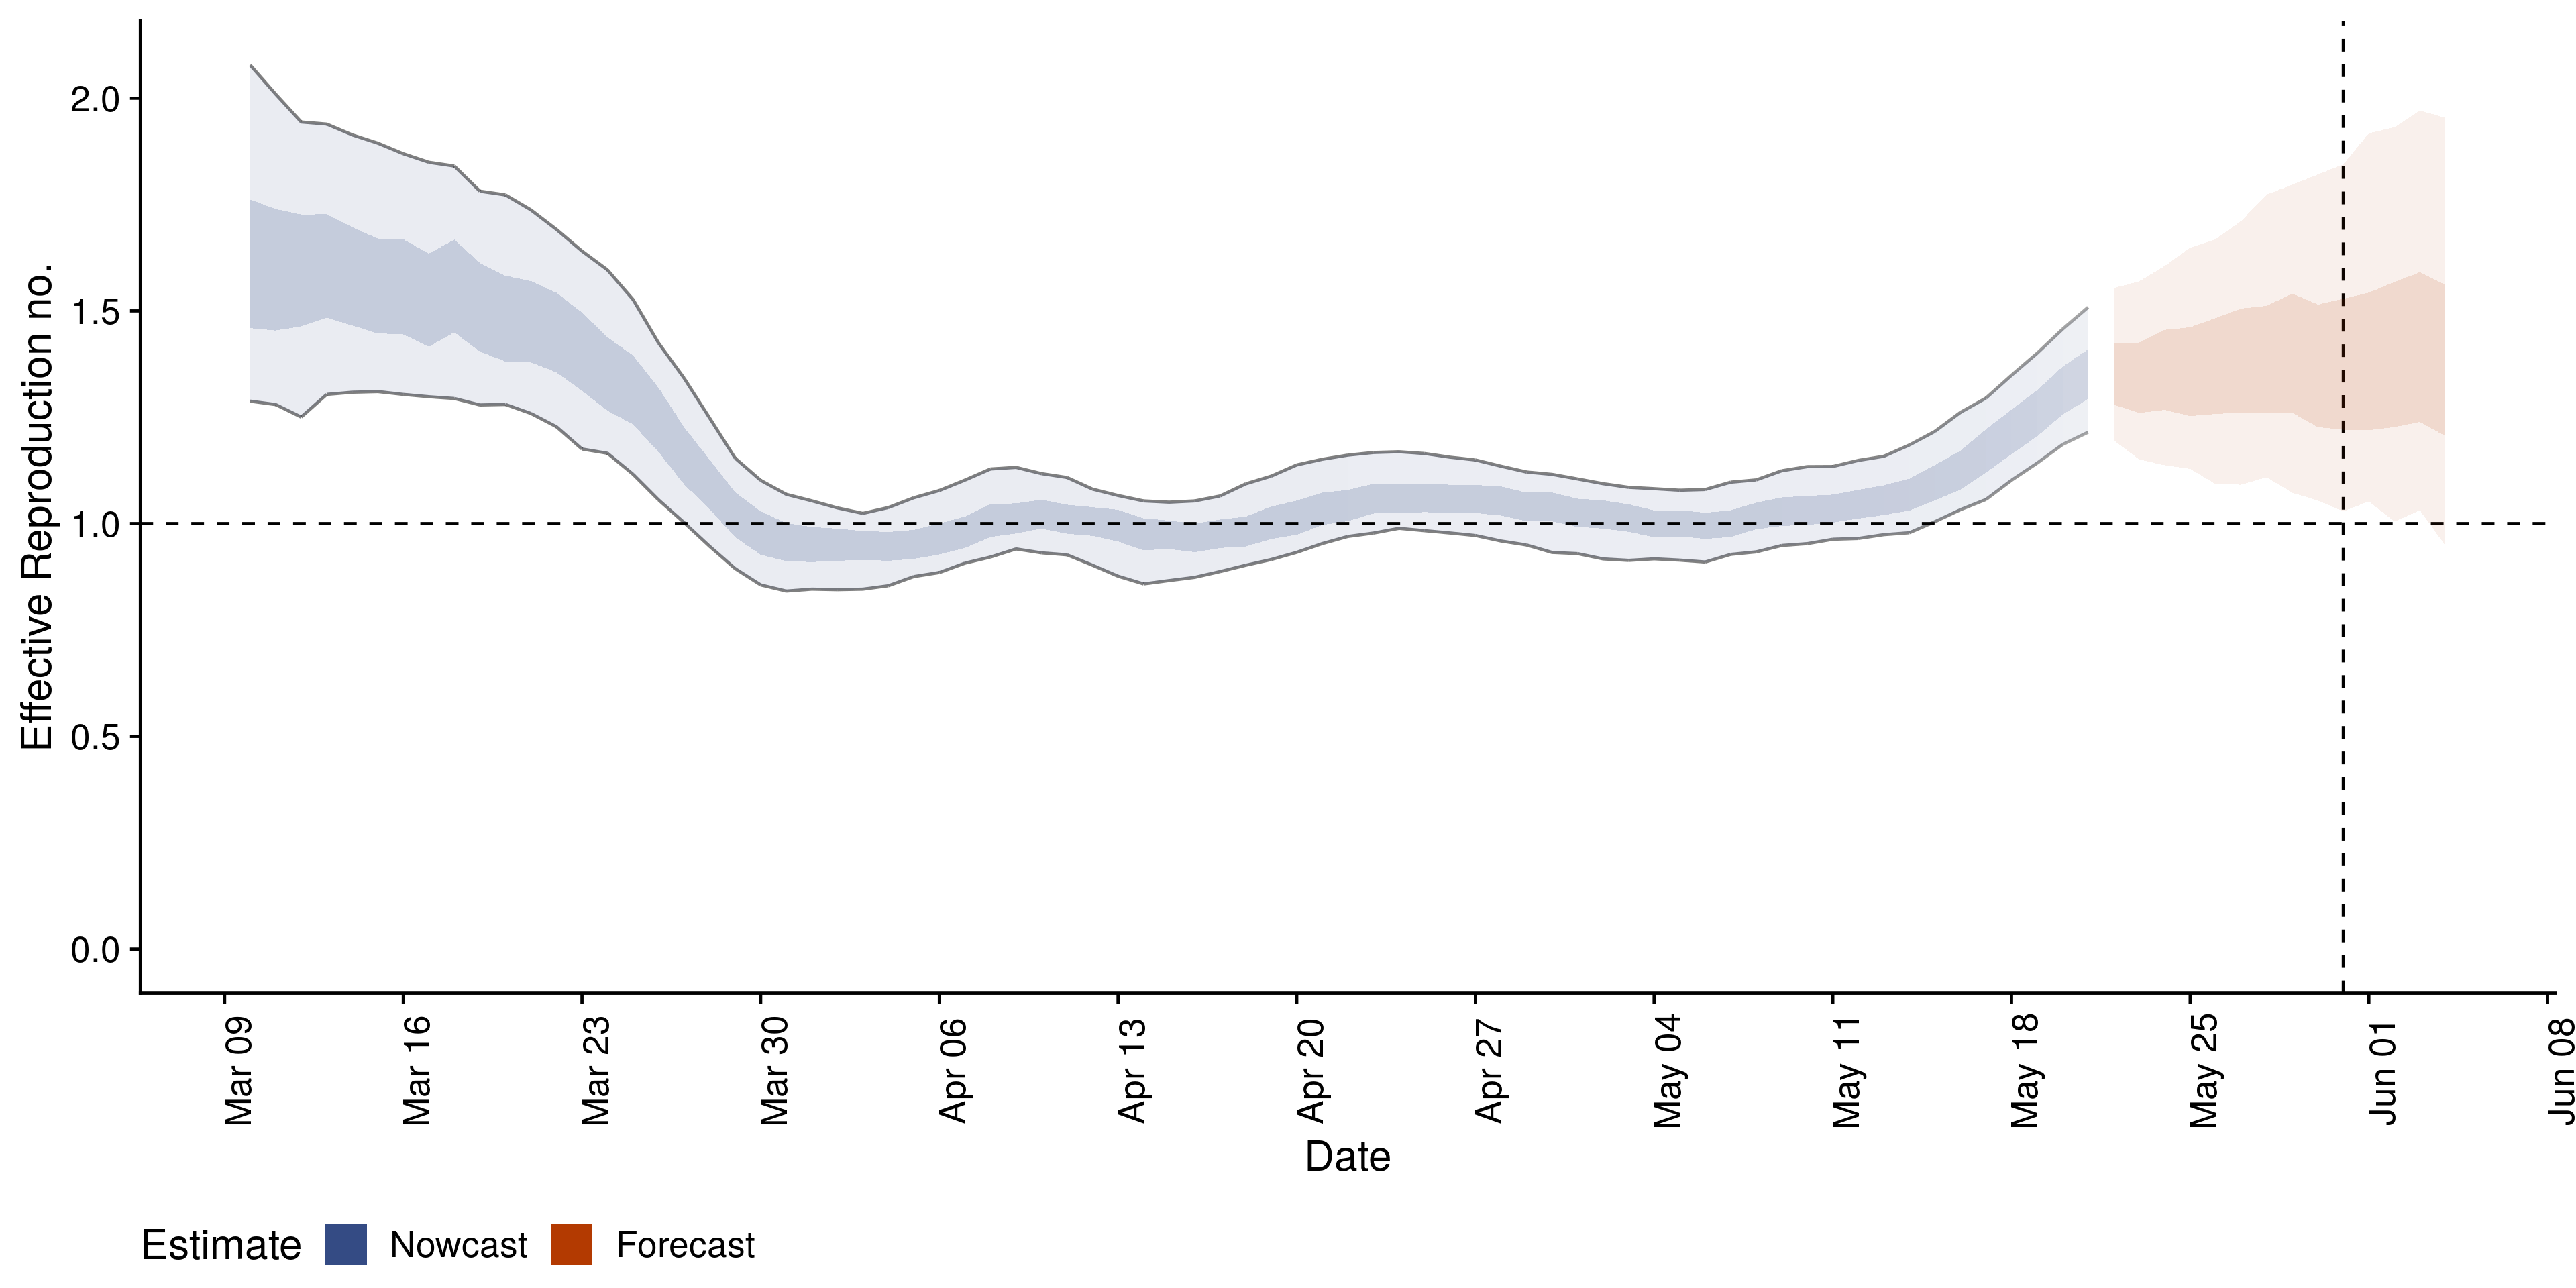 Effective Reproduction no.
2.0
1.5
1.0
0.5
0.0
Mar 09
Mar 16
Mar 23
Mar 30
Apr 06
Apr 13
Apr 20
Apr 27
May 04
May 11
May 18
May 25
Jun 01
Jun 08
Date
Estimate Nowcast Forecast